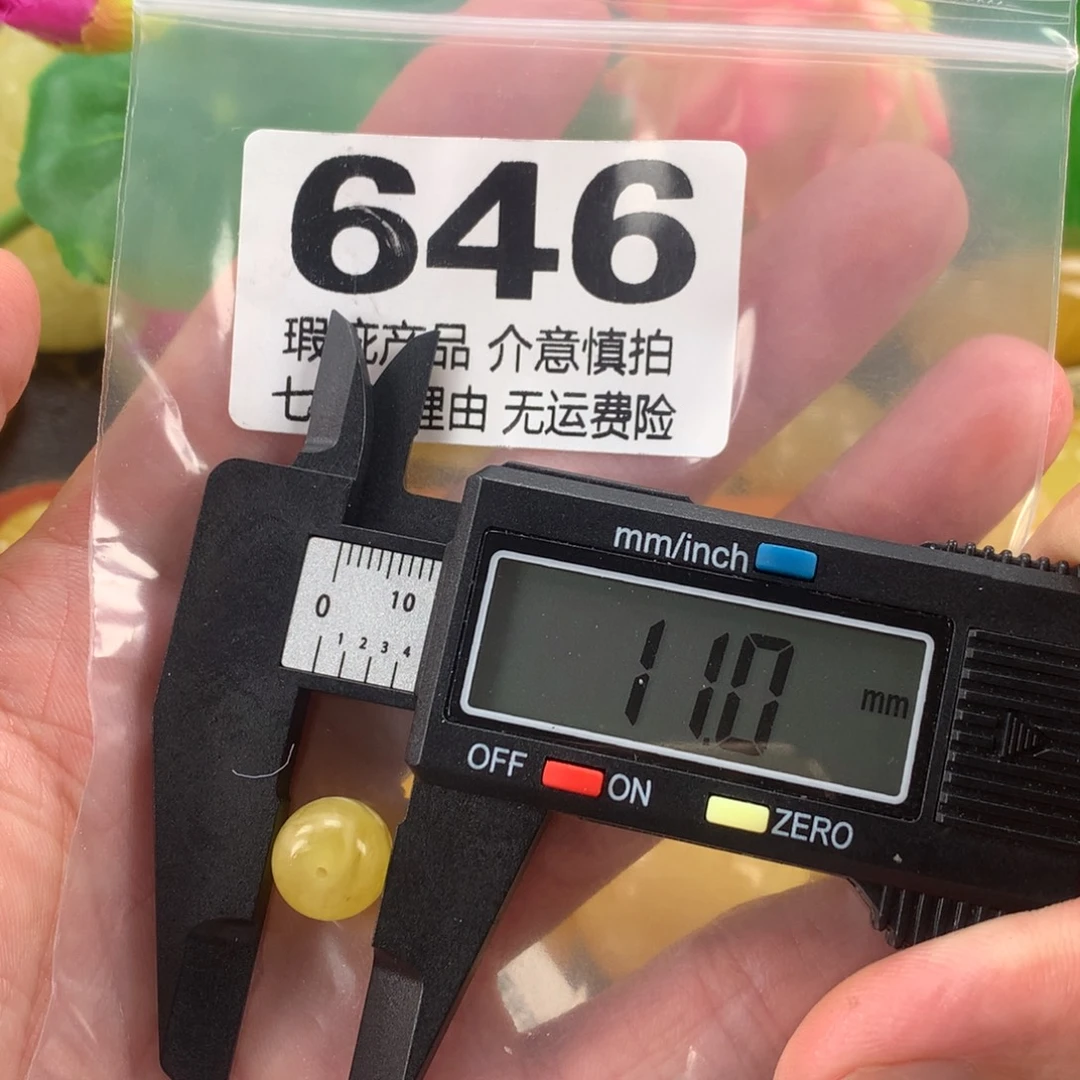 646
瑕疵产品 介意慎拍
七 理由 无运费险
mm/inch
0 10
1 2 3 4
11.0 mm
OFF ON ZERO